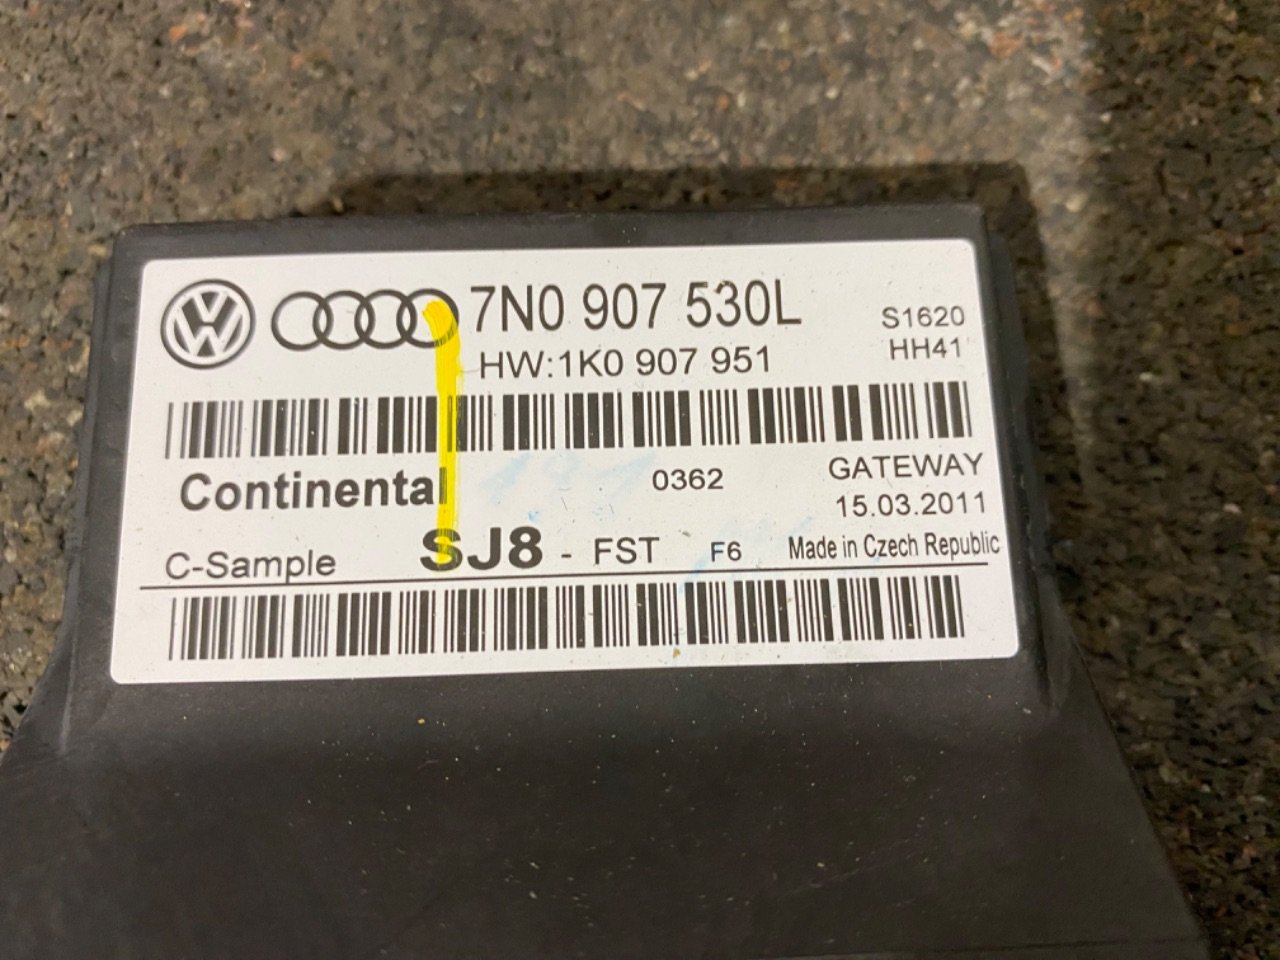 7N0 907 530L
S1620
HW:1K0 907 951
HH41
Continental
0362
GATEWAY
15.03.2011
C-Sample
SJ8 - FST
F6
Made in Czech Republic